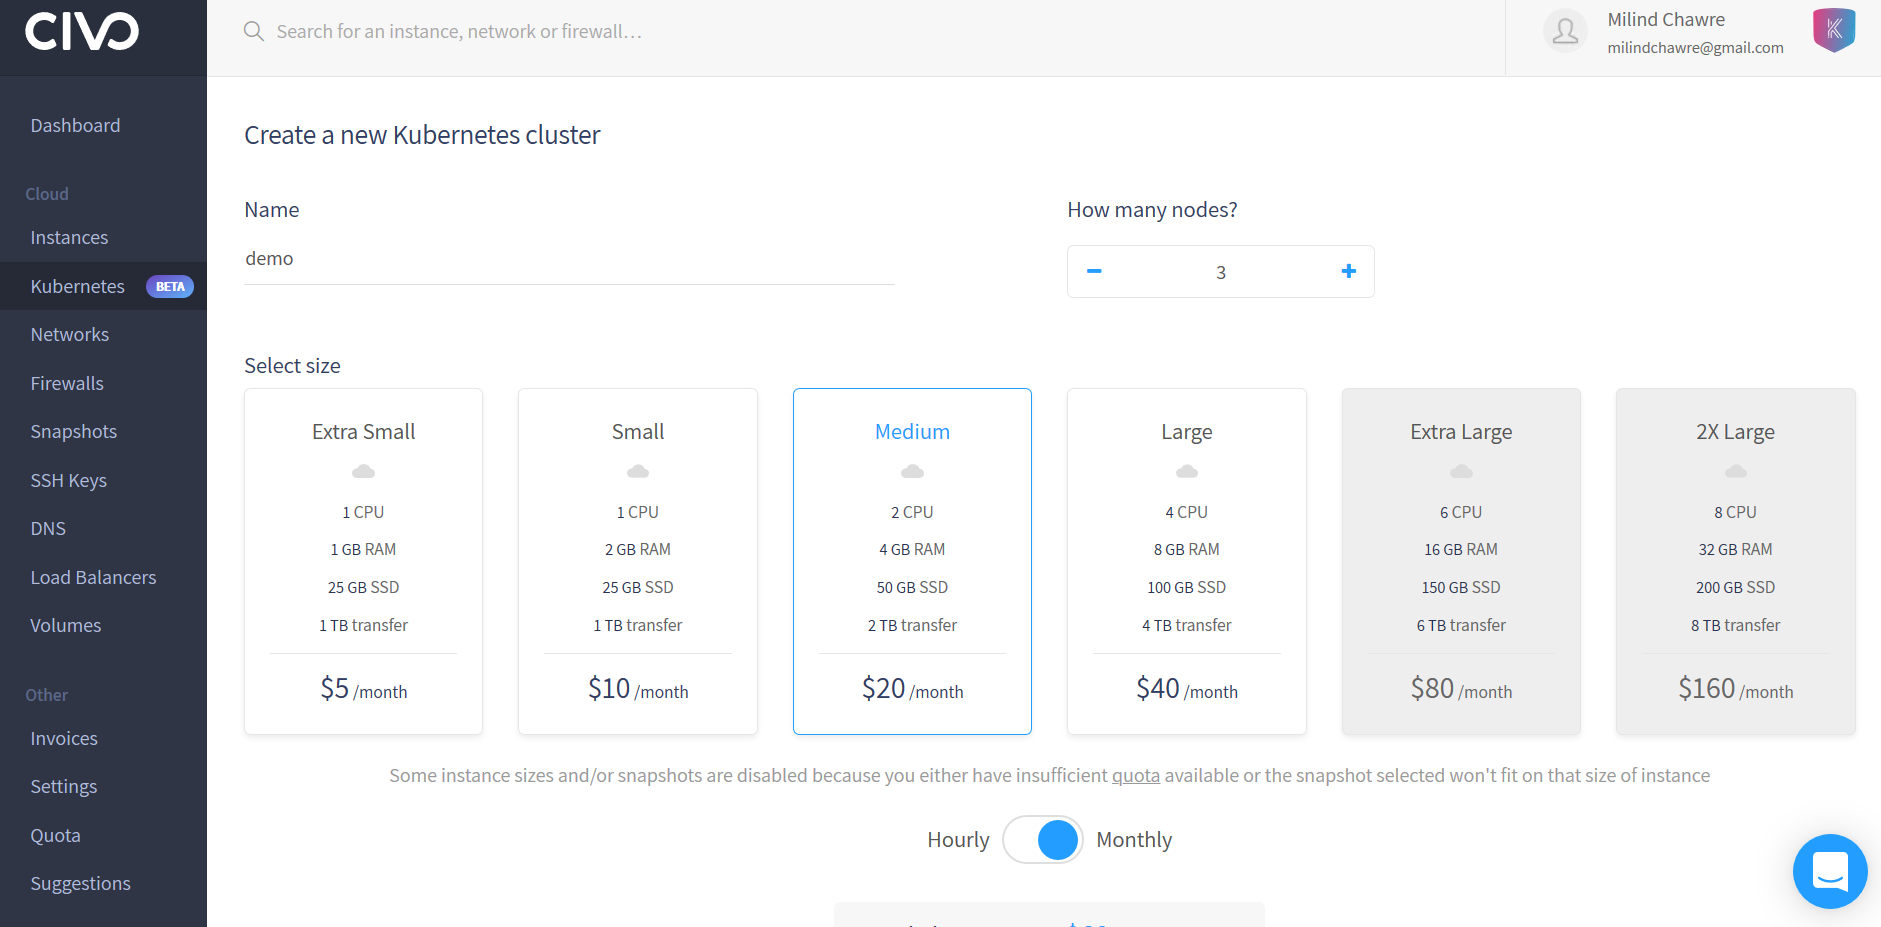 CIVO
Search for an instance, network or firewall...
Milind Chawre
milindchawre@gmail.com
Dashboard
Cloud
Instances
Kubernetes BETA
Networks
Firewalls
Snapshots
SSH Keys
DNS
Load Balancers
Volumes
Other
Invoices
Settings
Quota
Suggestions
Create a new Kubernetes cluster
Name
demo
How many nodes?
3
Select size
Extra Small
1 CPU
1 GB RAM
25 GB SSD
1 TB transfer
$5 /month
Small
1 CPU
2 GB RAM
25 GB SSD
1 TB transfer
$10 /month
Medium
2 CPU
4 GB RAM
50 GB SSD
2 TB transfer
$20 /month
Large
4 CPU
8 GB RAM
100 GB SSD
4 TB transfer
$40 /month
Extra Large
6 CPU
16 GB RAM
150 GB SSD
6 TB transfer
$80 /month
2X Large
8 CPU
32 GB RAM
200 GB SSD
8 TB transfer
$160 /month
Some instance sizes and/or snapshots are disabled because you either have insufficient quota available or the snapshot selected won't fit on that size of instance
Hourly Monthly